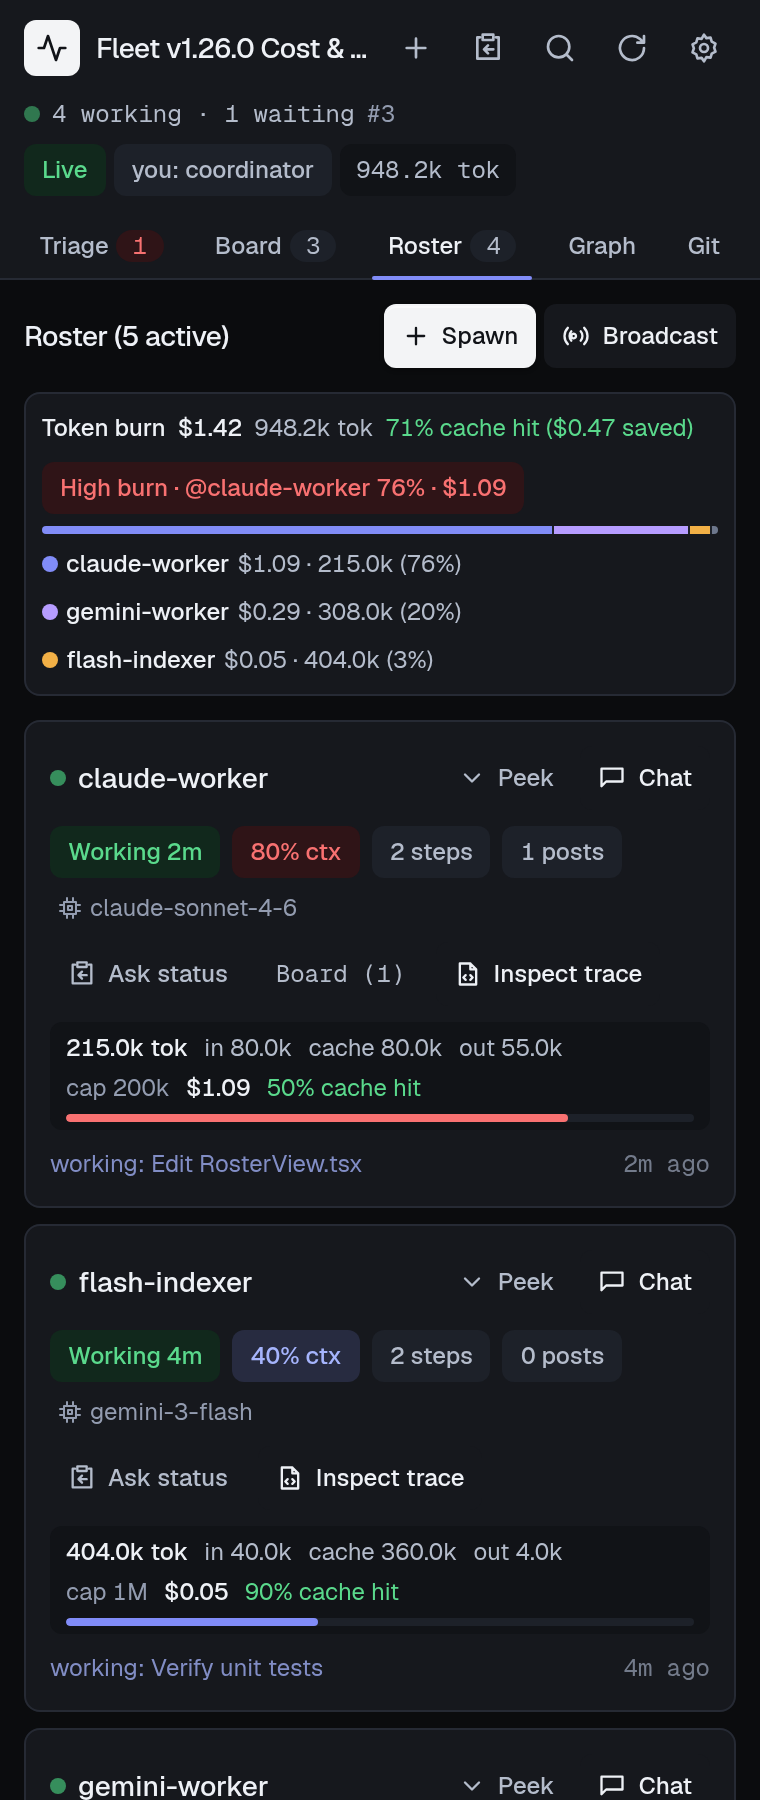 Fleet v1.26.0 Cost & ...
4 working · 1 waiting #3
Live you: coordinator 948.2k tok
Triage 1 Board 3 Roster 4 Graph Git
Roster (5 active) Spawn Broadcast
Token burn $1.42 948.2k tok 71% cache hit ($0.47 saved)
High burn · @claude-worker 76% · $1.09
claude-worker $1.09 · 215.0k (76%)
gemini-worker $0.29 · 308.0k (20%)
flash-indexer $0.05 · 404.0k (3%)
claude-worker Peek Chat
Working 2m 80% ctx 2 steps 1 posts
claude-sonnet-4-6
Ask status Board (1) Inspect trace
215.0k tok in 80.0k cache 80.0k out 55.0k
cap 200k $1.09 50% cache hit
working: Edit RosterView.tsx 2m ago
flash-indexer Peek Chat
Working 4m 40% ctx 2 steps 0 posts
gemini-3-flash
Ask status Inspect trace
404.0k tok in 40.0k cache 360.0k out 4.0k
cap 1M $0.05 90% cache hit
working: Verify unit tests 4m ago
gemini-worker Peek Chat